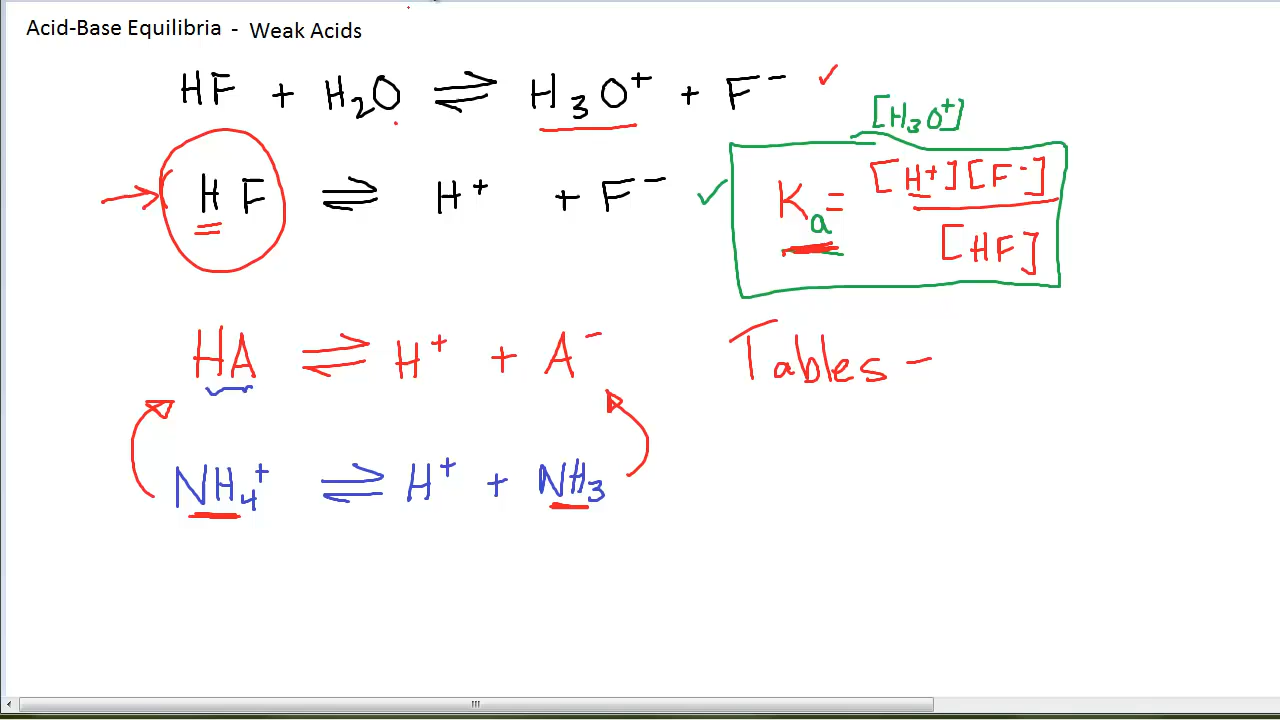 Acid-Base Equilibria - Weak Acids
HF + H₂O ⇌ H₃O⁺ + F⁻ ✓
[H₃O⁺]
HF ⇌ H⁺ + F⁻ ✓
Kₐ = [H⁺][F⁻]
[HF]
HA ⇌ H⁺ + A⁻
Tables -
NH₄⁺ ⇌ H⁺ + NH₃